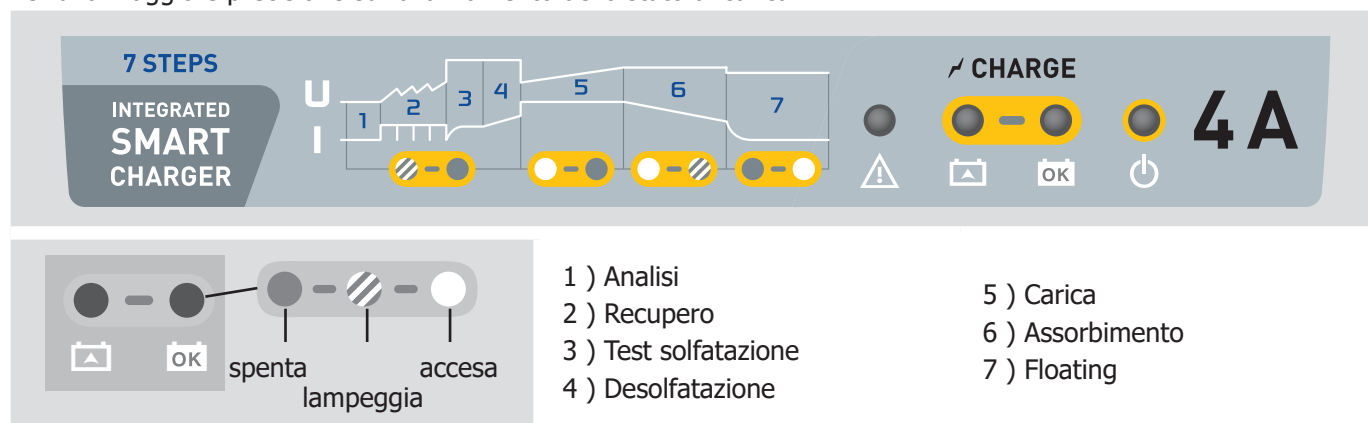 7 STEPS
INTEGRATED
SMART
CHARGER
U
I
1
2
3
4
5
6
7
CHARGE
OK
4 A
OK
spenta
lampeggia
accesa
1 ) Analisi
2 ) Recupero
3 ) Test solfatazione
4 ) Desolfatazione
5 ) Carica
6 ) Assorbimento
7 ) Floating